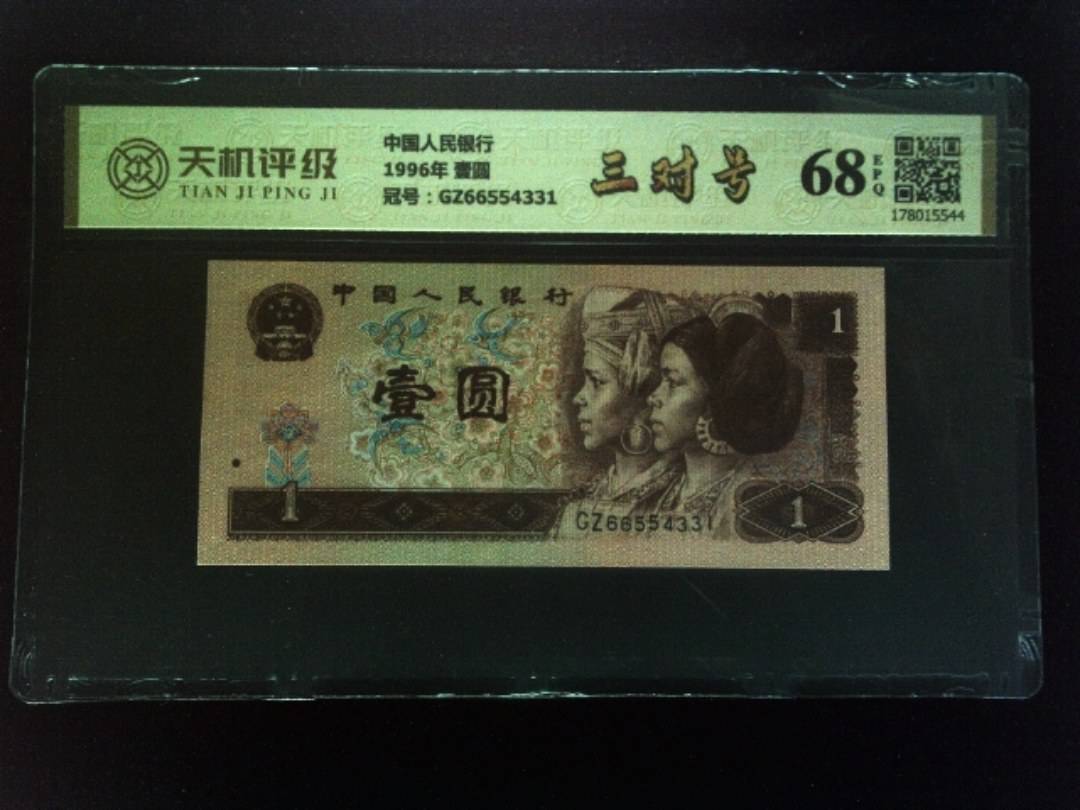 天机评级
TIAN JI PING JI
中国人民银行
1996年 壹圆
冠号：GZ66554331
三对号
68
EPQ
178015544
中国人民银行
1
壹圆
1
GZ66554331
1